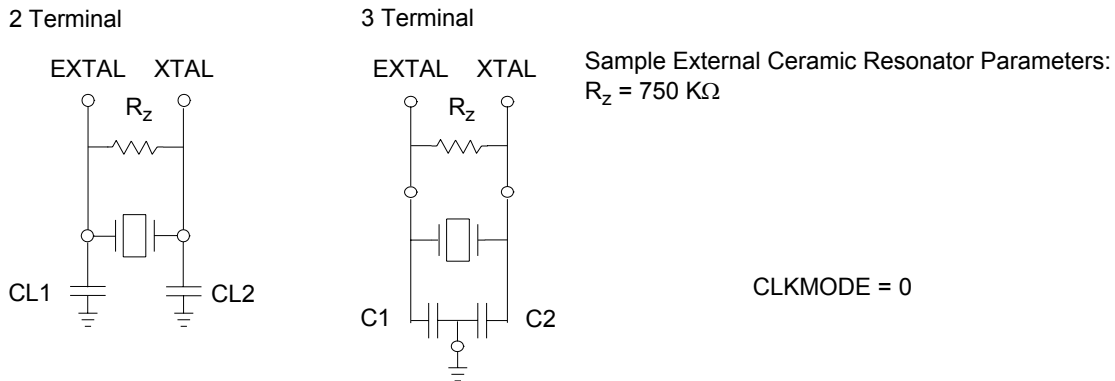 2 Terminal
3 Terminal
EXTAL XTAL
EXTAL XTAL
Sample External Ceramic Resonator Parameters:
Rz = 750 KΩ
Rz
Rz
CL1
CL2
C1
C2
CLKMODE = 0